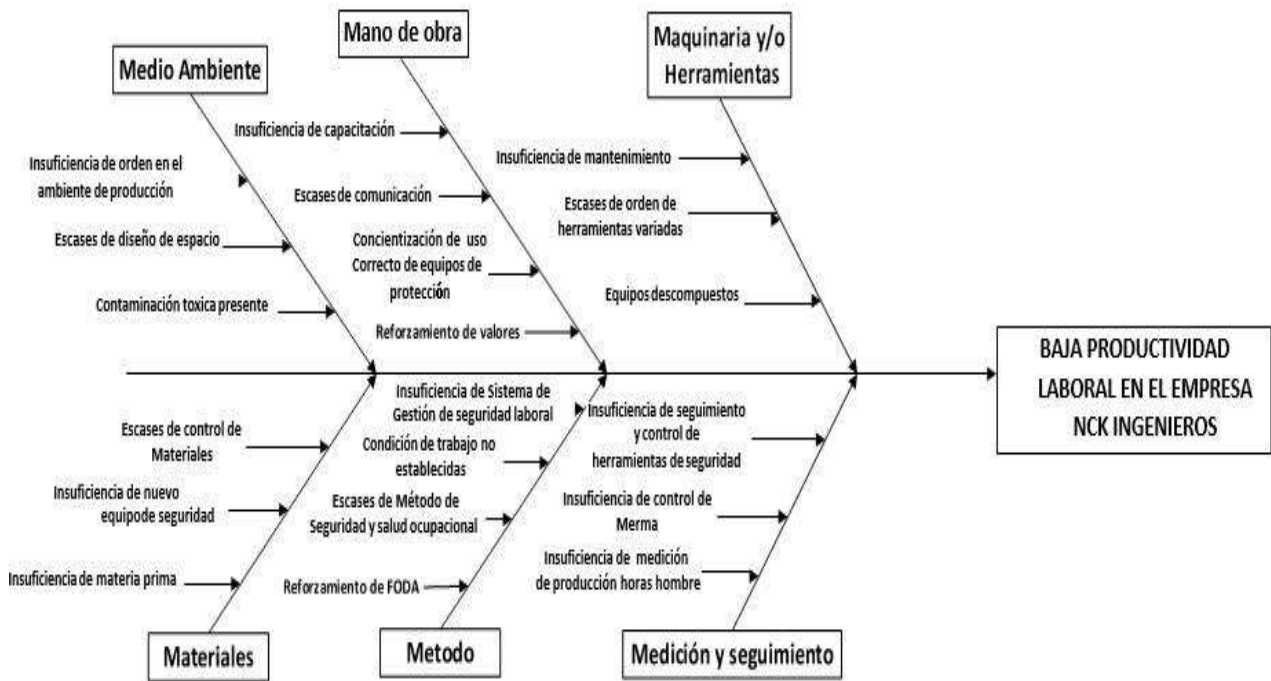 Mano de obra
Maquinaria y/o
Herramientas
Medio Ambiente
Insuficiencia de capacitación
Insuficiencia de mantenimiento
Insuficiencia de orden en el
ambiente de producción
Escases de comunicación
Escases de orden de
herramientas variadas
Escases de diseño de espacio
Concientización de uso
Correcto de equipos de
protección
Contaminación toxica presente
Equipos descompuestos
Reforzamiento de valores
BAJA PRODUCTIVIDAD
LABORAL EN EL EMPRESA
NCK INGENIEROS
Insuficiencia de Sistema de
Gestión de seguridad laboral
Insuficiencia de seguimiento
y control de
herramientas de seguridad
Escases de control de
Materiales
Condición de trabajo no
establecidas
Insuficiencia de nuevo
equipode seguridad
Escases de Método de
Seguridad y salud ocupacional
Insuficiencia de control de
Merma
Insuficiencia de medición
de producción horas hombre
Insuficiencia de materia prima
Reforzamiento de FODA
Materiales
Metodo
Medición y seguimiento